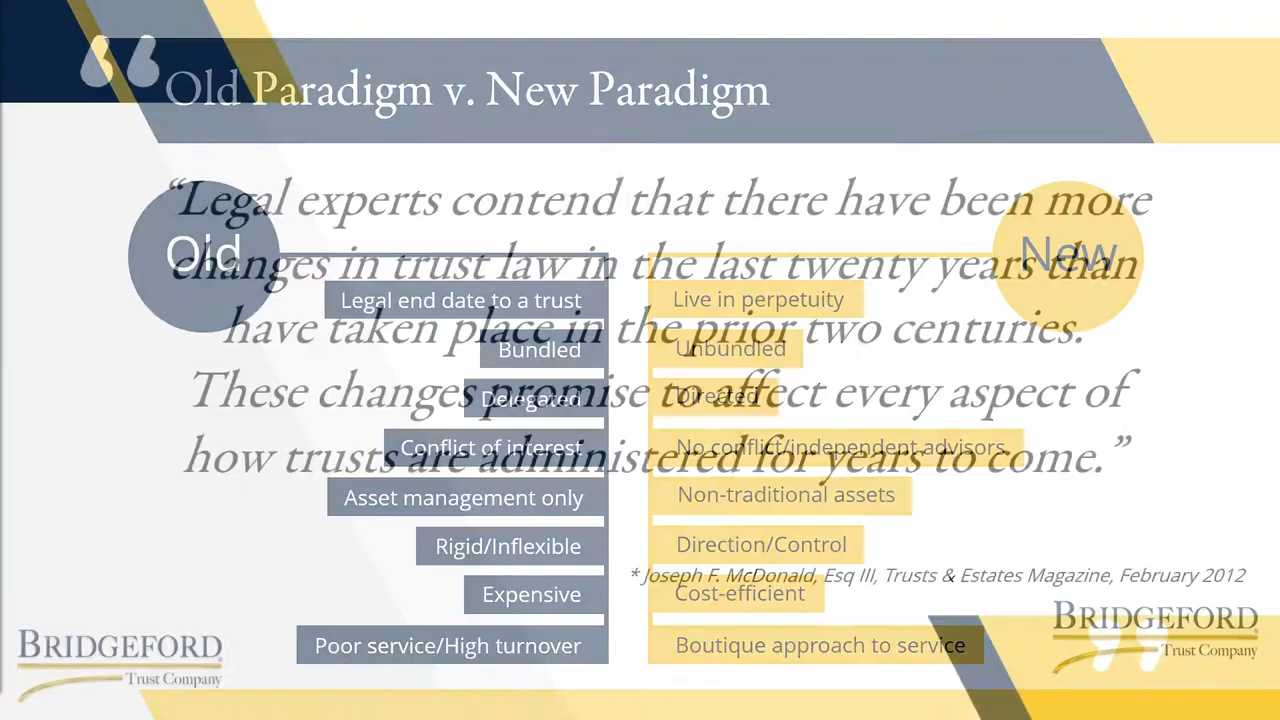 Old Paradigm v. New Paradigm
“Legal experts contend that there have been more
changes in trust law in the last twenty years than
have taken place in the prior two centuries.
These changes promise to affect every aspect of
how trusts are administered for years to come.”
* Joseph F. McDonald, Esq III, Trusts & Estates Magazine, February 2012
Old
Legal end date to a trust
Bundled
Delegated
Conflict of interest
Asset management only
Rigid/Inflexible
Expensive
Poor service/High turnover
New
Live in perpetuity
Unbundled
Directed
No conflict/independent advisors
Non-traditional assets
Direction/Control
Cost-efficient
Boutique approach to service
BRIDGEFORD
Trust Company
BRIDGEFORD
Trust Company